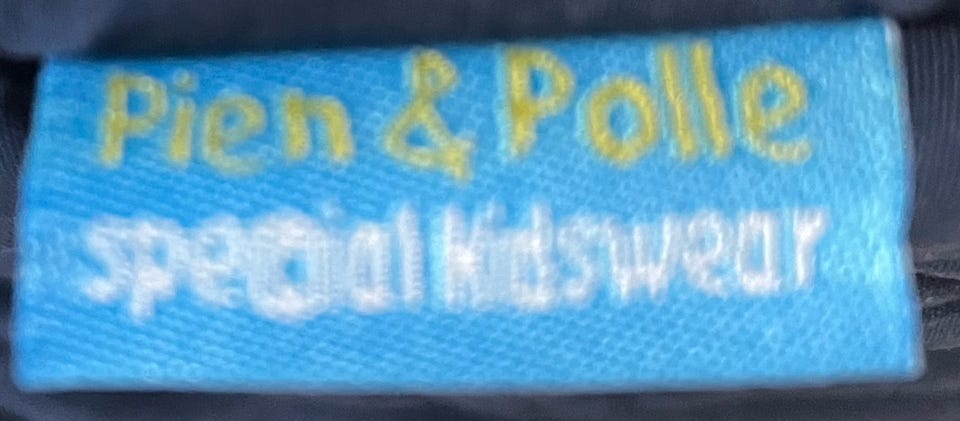 Pien & Polle
special kidswear